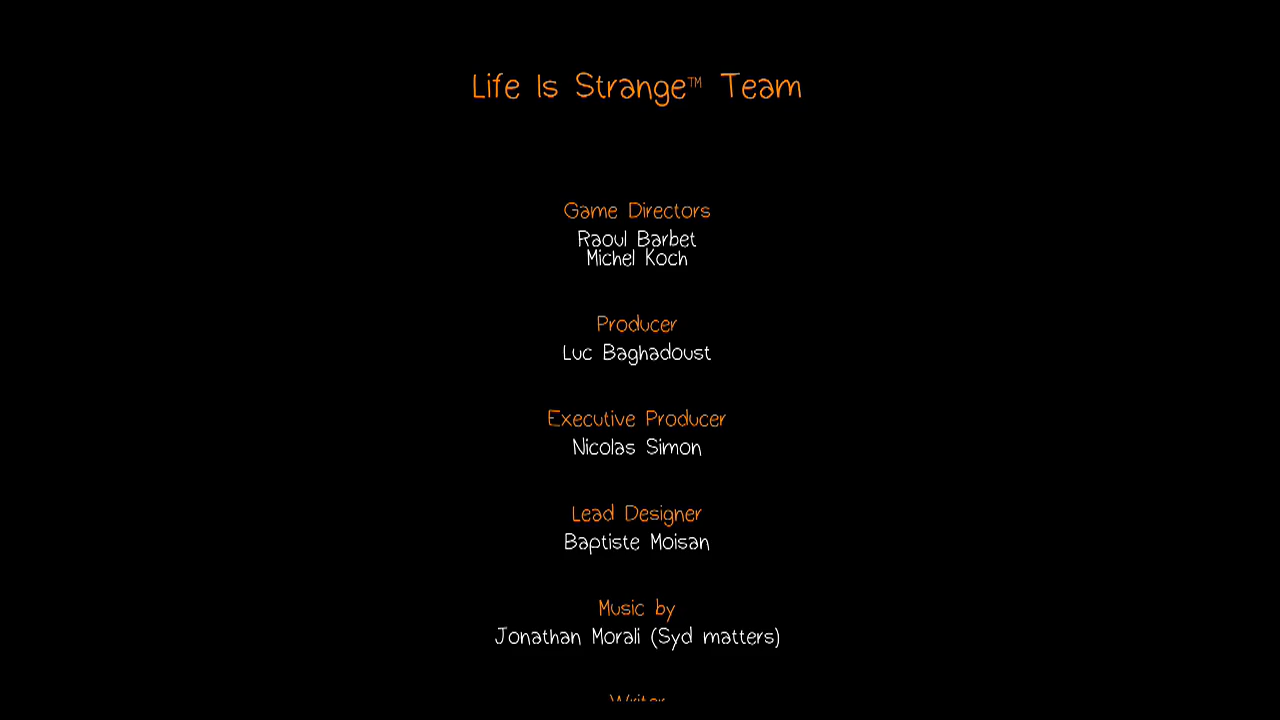 Life Is Strange™ Team
Game Directors
Raoul Barbet
Michel Koch
Producer
Luc Baghadoust
Executive Producer
Nicolas Simon
Lead Designer
Baptiste Moisan
Music by
Jonathan Morali (Syd matters)
Writer